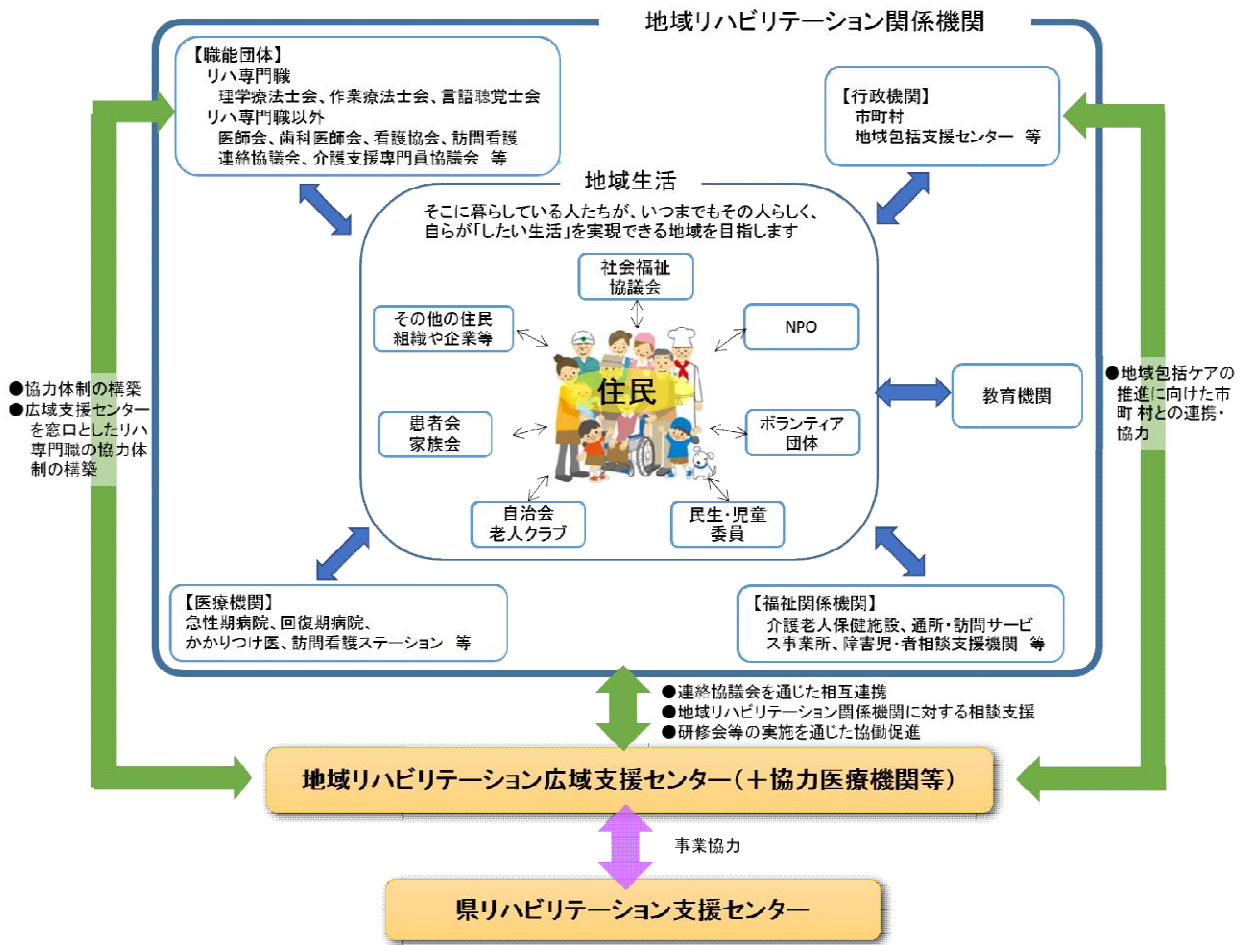 地域リハビリテーション関係機関
【職能団体】
リハ専門職
理学療法士会、作業療法士会、言語聴覚士会
リハ専門職以外
医師会、歯科医師会、看護協会、訪問看護
連絡協議会、介護支援専門員協議会 等
【行政機関】
市町村
地域包括支援センター 等
地域生活
そこに暮らしている人たちが、いつまでもその人らしく、
自らが「したい生活」を実現できる地域を目指します
社会福祉
協議会
その他の住民
組織や企業等
NPO
住民
患者会
家族会
ボランティア
団体
自治会
老人クラブ
民生・児童
委員
教育機関
●協力体制の構築
●広域支援センター
を窓口としたリハ
専門職の協力体
制の構築
●地域包括ケアの
推進に向けた市
町村との連携・
協力
【医療機関】
急性期病院、回復期病院、
かかりつけ医、訪問看護ステーション 等
【福祉関係機関】
介護老人保健施設、通所・訪問サービ
ス事業所、障害児・者相談支援機関 等
●連絡協議会を通じた相互連携
●地域リハビリテーション関係機関に対する相談支援
●研修会等の実施を通じた協働促進
地域リハビリテーション広域支援センター(+協力医療機関等)
事業協力
県リハビリテーション支援センター